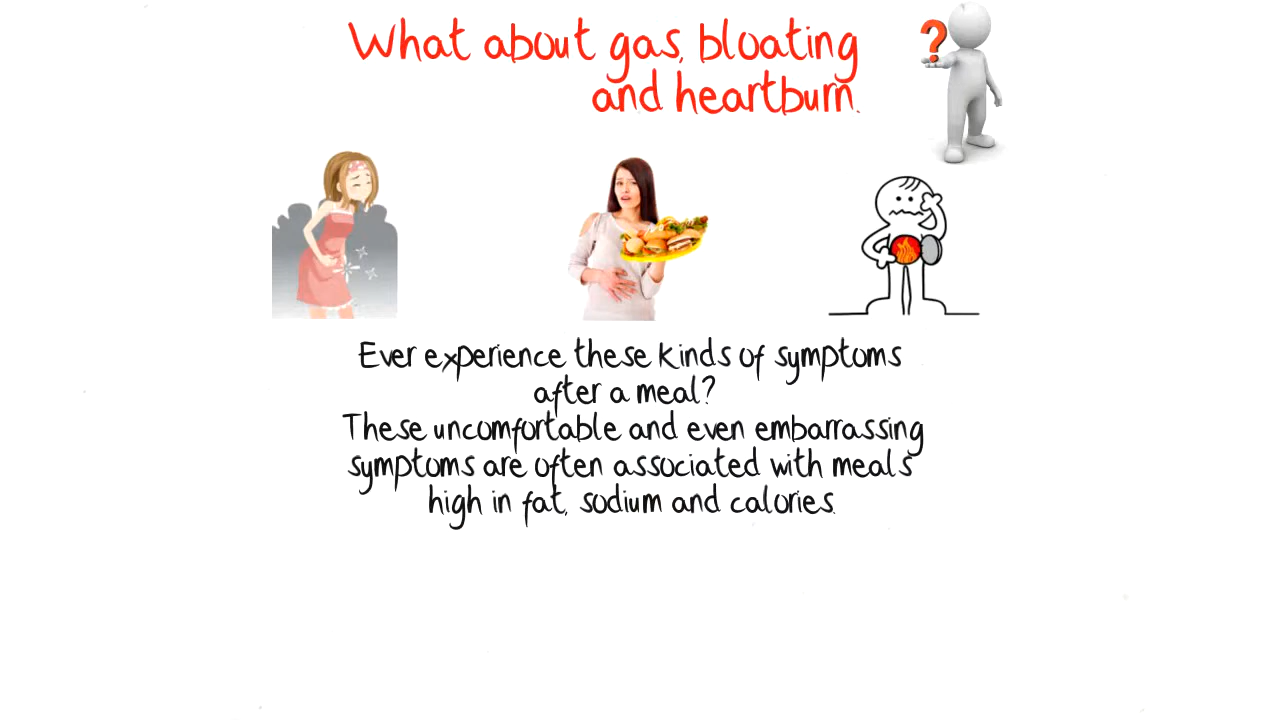 What about gas, bloating
and heartburn.
?
Ever experience these kinds of symptoms
after a meal?
These uncomfortable and even embarrassing
symptoms are often associated with meals
high in fat, sodium and calories.